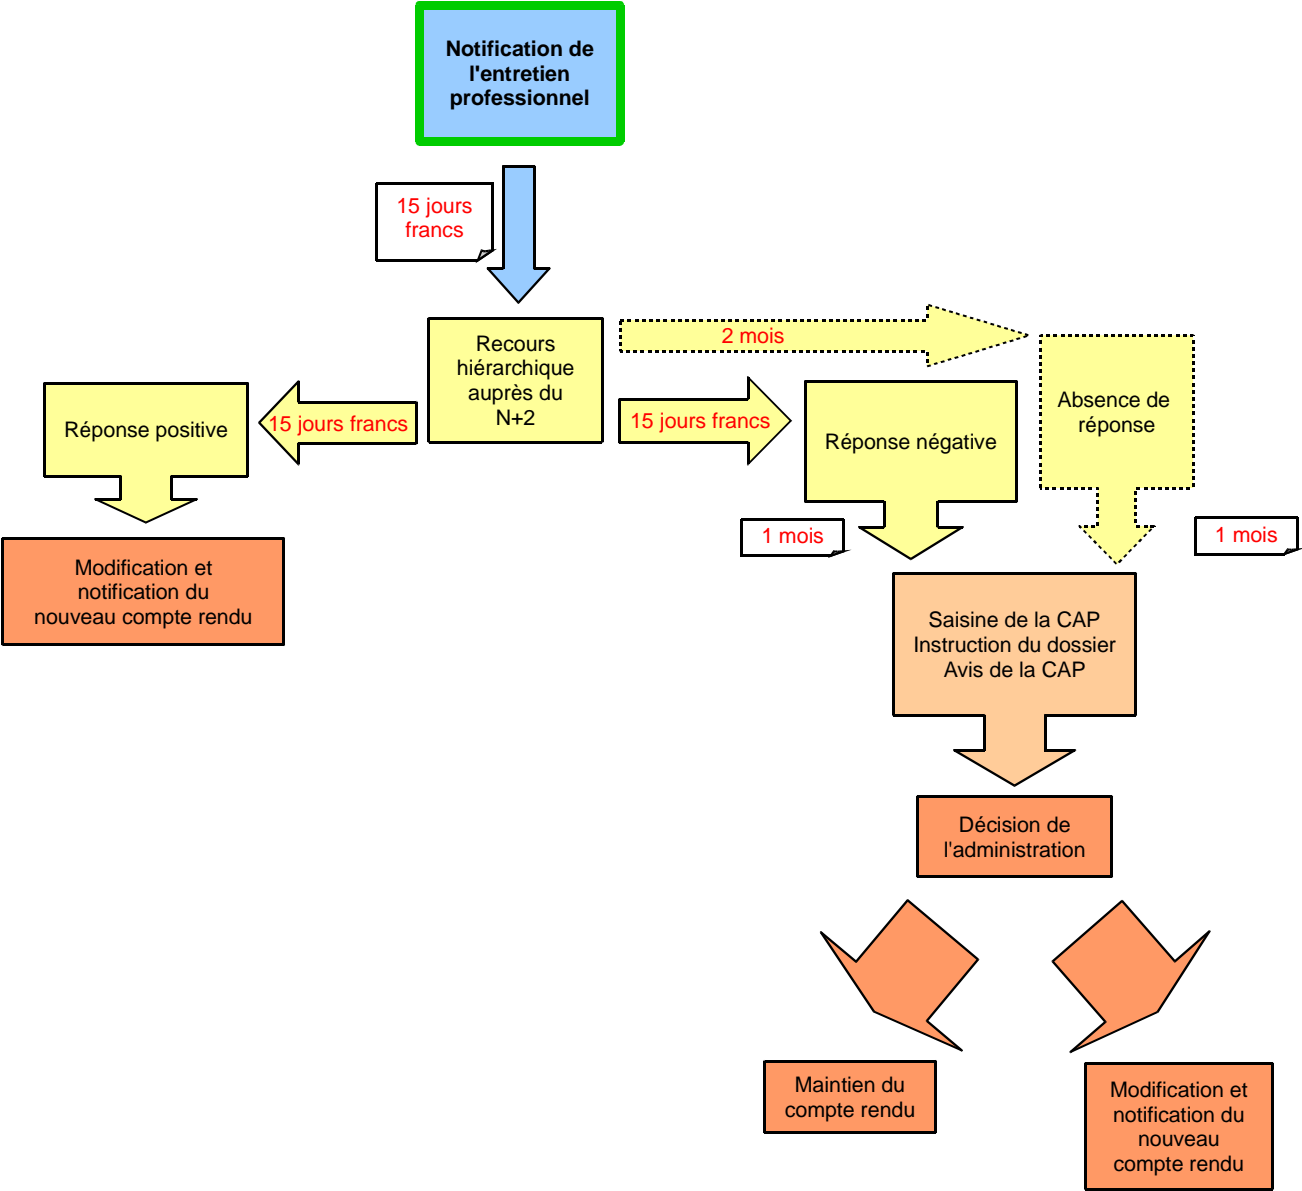 Notification de
l'entretien
professionnel
15 jours
francs
Recours
hiérarchique
auprès du
N+2
2 mois
Absence de
réponse
15 jours francs
Réponse positive
15 jours francs
Réponse négative
1 mois
1 mois
Modification et
notification du
nouveau compte rendu
Saisine de la CAP
Instruction du dossier
Avis de la CAP
Décision de
l'administration
Maintien du
compte rendu
Modification et
notification du
nouveau
compte rendu